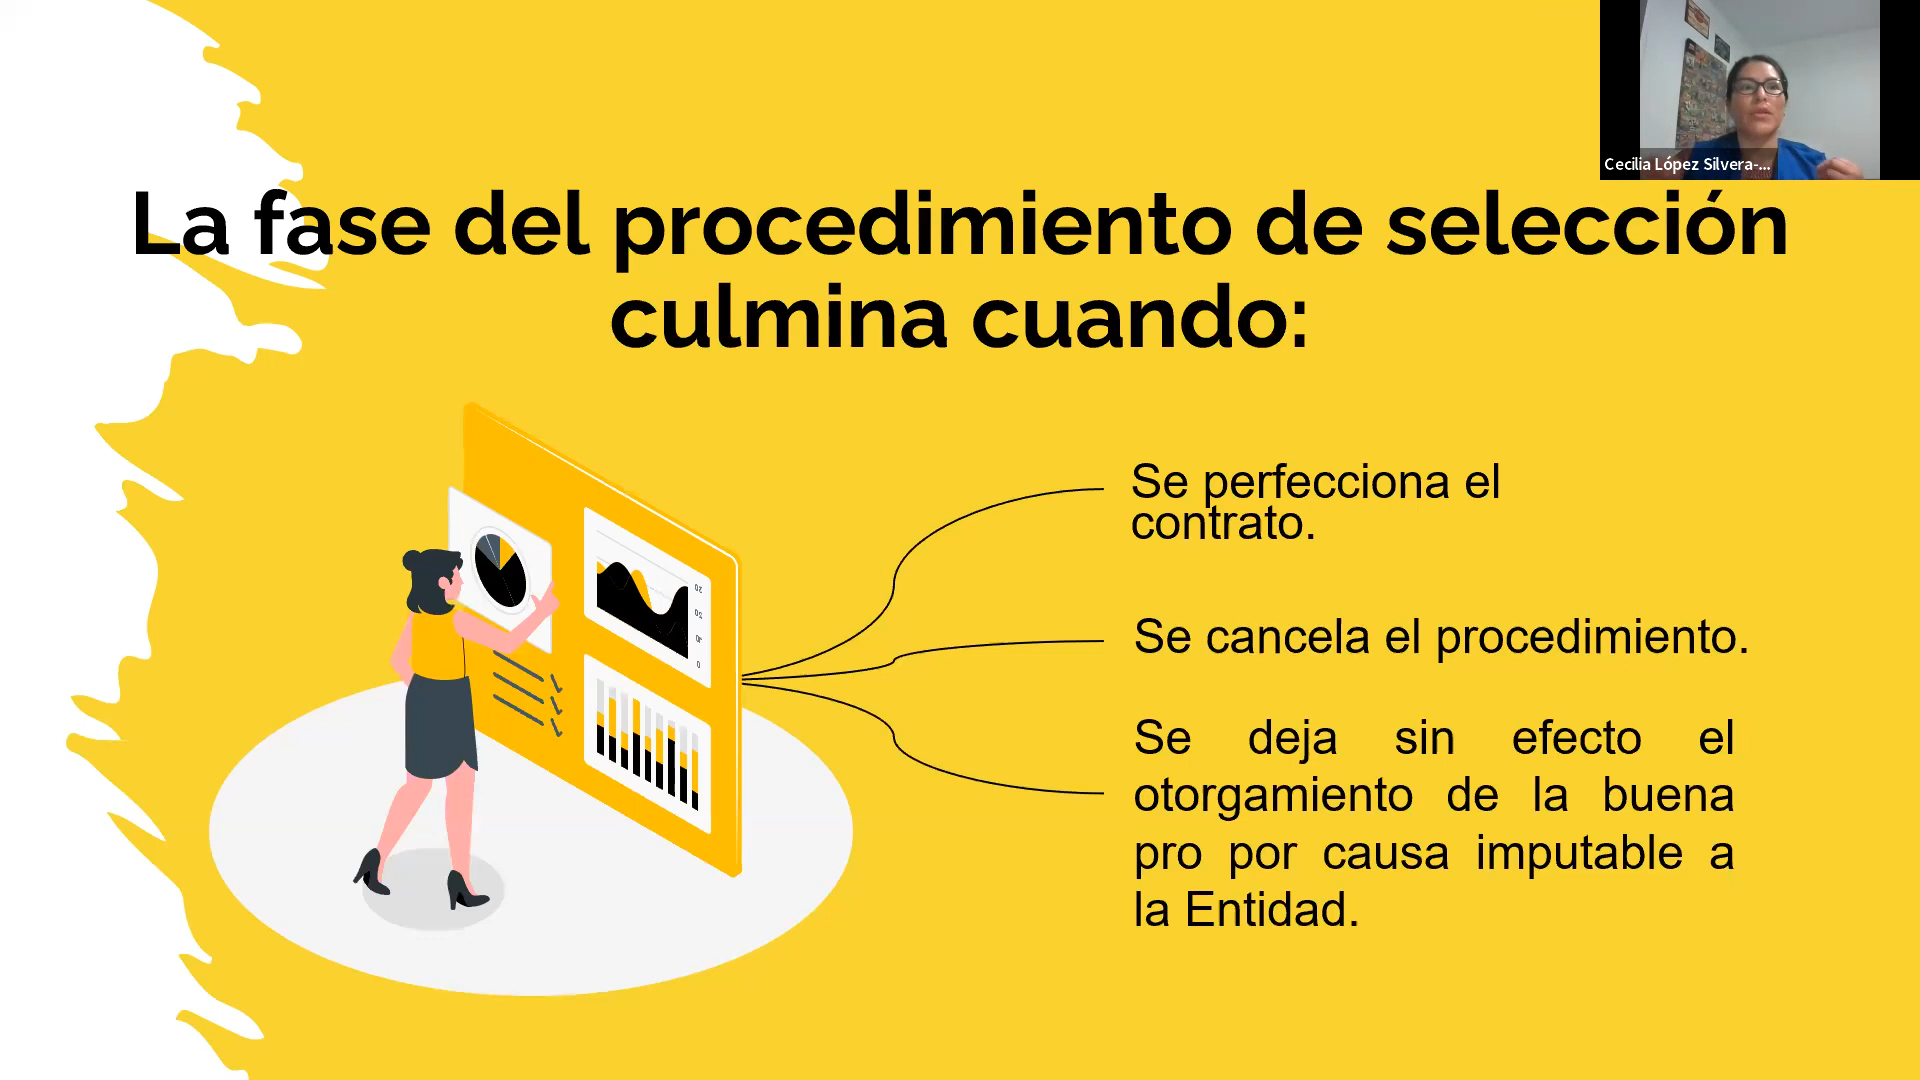 Cecilia López Silvera-...
La fase del procedimiento de selección
culmina cuando:
Se perfecciona el
contrato.
Se cancela el procedimiento.
Se deja sin efecto el
otorgamiento de la buena
pro por causa imputable a
la Entidad.